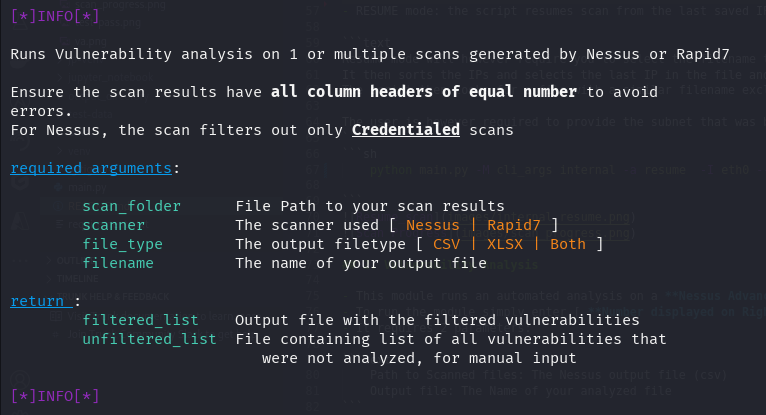 [*]INFO[*]
Runs Vulnerability analysis on 1 or multiple scans generated by Nessus or Rapid7
Ensure the scan results have all column headers of equal number to avoid
errors.
For Nessus, the scan filters out only Credentialed scans
required arguments:
scan_folder File Path to your scan results
scanner The scanner used [ Nessus | Rapid7 ]
file_type The output filetype [ CSV | XLSX | Both ]
filename The name of your output file
return :
filtered_list Output file with the filtered vulnerabilities
unfiltered_list File containing list of all vulnerabilities that
were not analyzed, for manual input
[*]INFO[*]